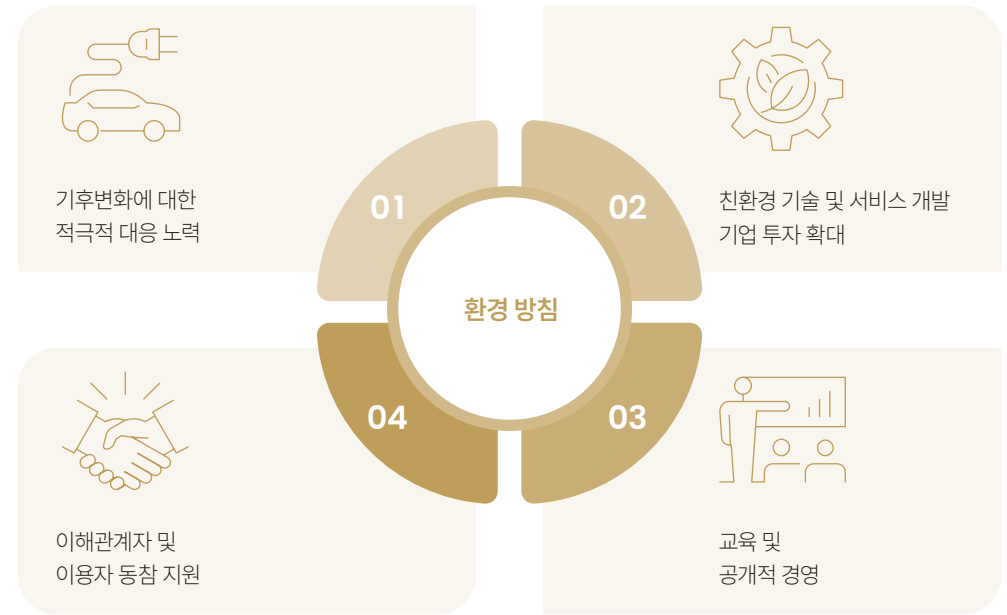 환경 방침
01
기후변화에 대한
적극적 대응 노력
02
친환경 기술 및 서비스 개발
기업 투자 확대
03
교육 및
공개적 경영
04
이해관계자 및
이용자 동참 지원